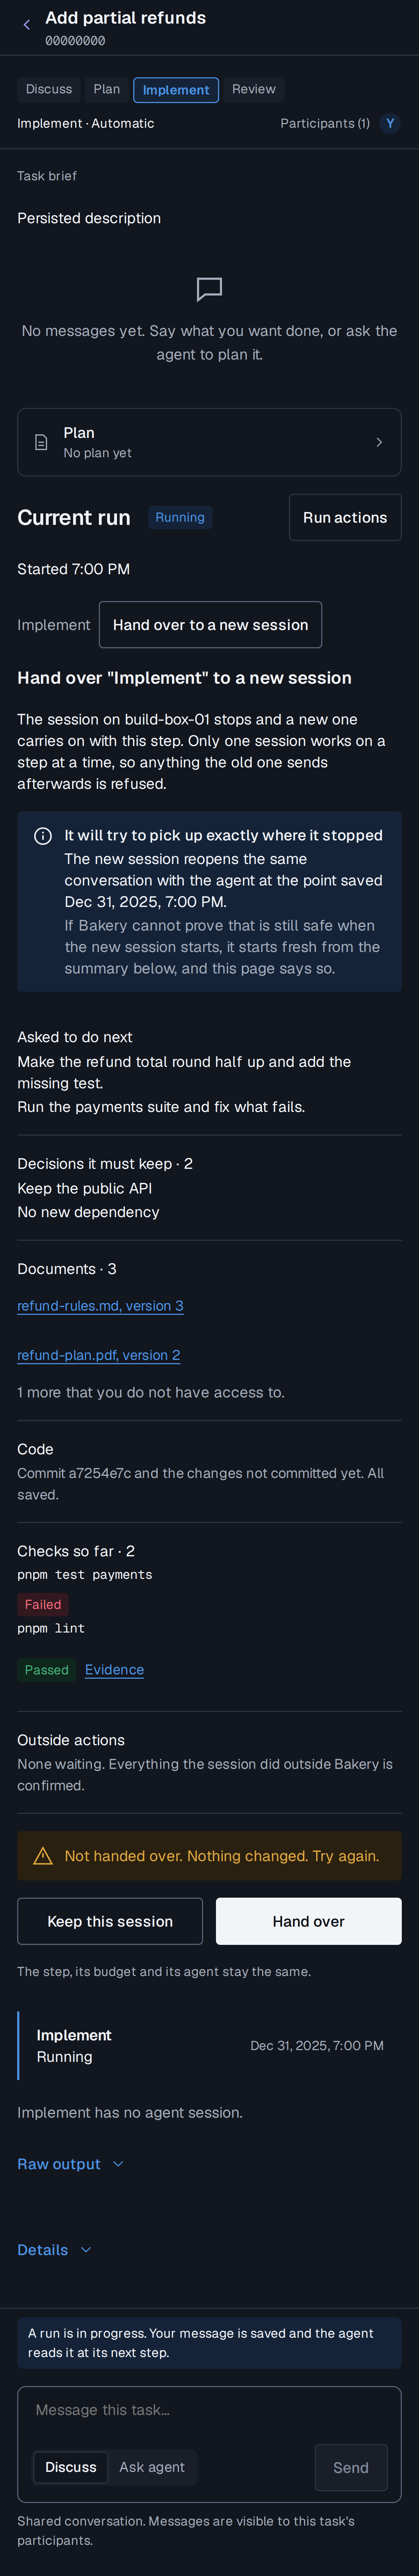 Add partial refunds
00000000
Discuss
Plan
Implement
Review
Implement · Automatic
Participants (1)
Y
Task brief
Persisted description
No messages yet. Say what you want done, or ask the
agent to plan it.
Plan
No plan yet
Current run
Running
Run actions
Started 7:00 PM
Implement
Hand over to a new session
Hand over "Implement" to a new session
The session on build-box-01 stops and a new one
carries on with this step. Only one session works on a
step at a time, so anything the old one sends
afterwards is refused.
It will try to pick up exactly where it stopped
The new session reopens the same
conversation with the agent at the point saved
Dec 31, 2025, 7:00 PM.
If Bakery cannot prove that is still safe when
the new session starts, it starts fresh from the
summary below, and this page says so.
Asked to do next
Make the refund total round half up and add the
missing test.
Run the payments suite and fix what fails.
Decisions it must keep · 2
Keep the public API
No new dependency
Documents · 3
refund-rules.md, version 3
refund-plan.pdf, version 2
1 more that you do not have access to.
Code
Commit a7254e7c and the changes not committed yet. All
saved.
Checks so far · 2
pnpm test payments
Failed
pnpm lint
Passed
Evidence
Outside actions
None waiting. Everything the session did outside Bakery is
confirmed.
Not handed over. Nothing changed. Try again.
Keep this session
Hand over
The step, its budget and its agent stay the same.
Implement
Running
Dec 31, 2025, 7:00 PM
Implement has no agent session.
Raw output
Details
A run is in progress. Your message is saved and the agent
reads it at its next step.
Message this task...
Discuss
Ask agent
Send
Shared conversation. Messages are visible to this task's
participants.